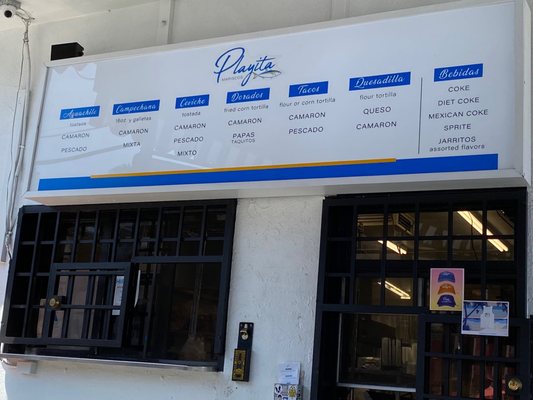 Playita
MARISCOS
Aguachile
tostada
CAMARON
PESCADO
Campechana
16oz y galletas
CAMARON
MIXTA
Ceviche
tostada
CAMARON
PESCADO
MIXTO
Dorados
fried corn tortilla
CAMARON
PAPAS
TAQUITOS
Tacos
flour or corn tortilla
CAMARON
PESCADO
Quesadilla
flour tortilla
QUESO
CAMARON
Bebidas
COKE
DIET COKE
MEXICAN COKE
SPRITE
JARRITOS
assorted flavors